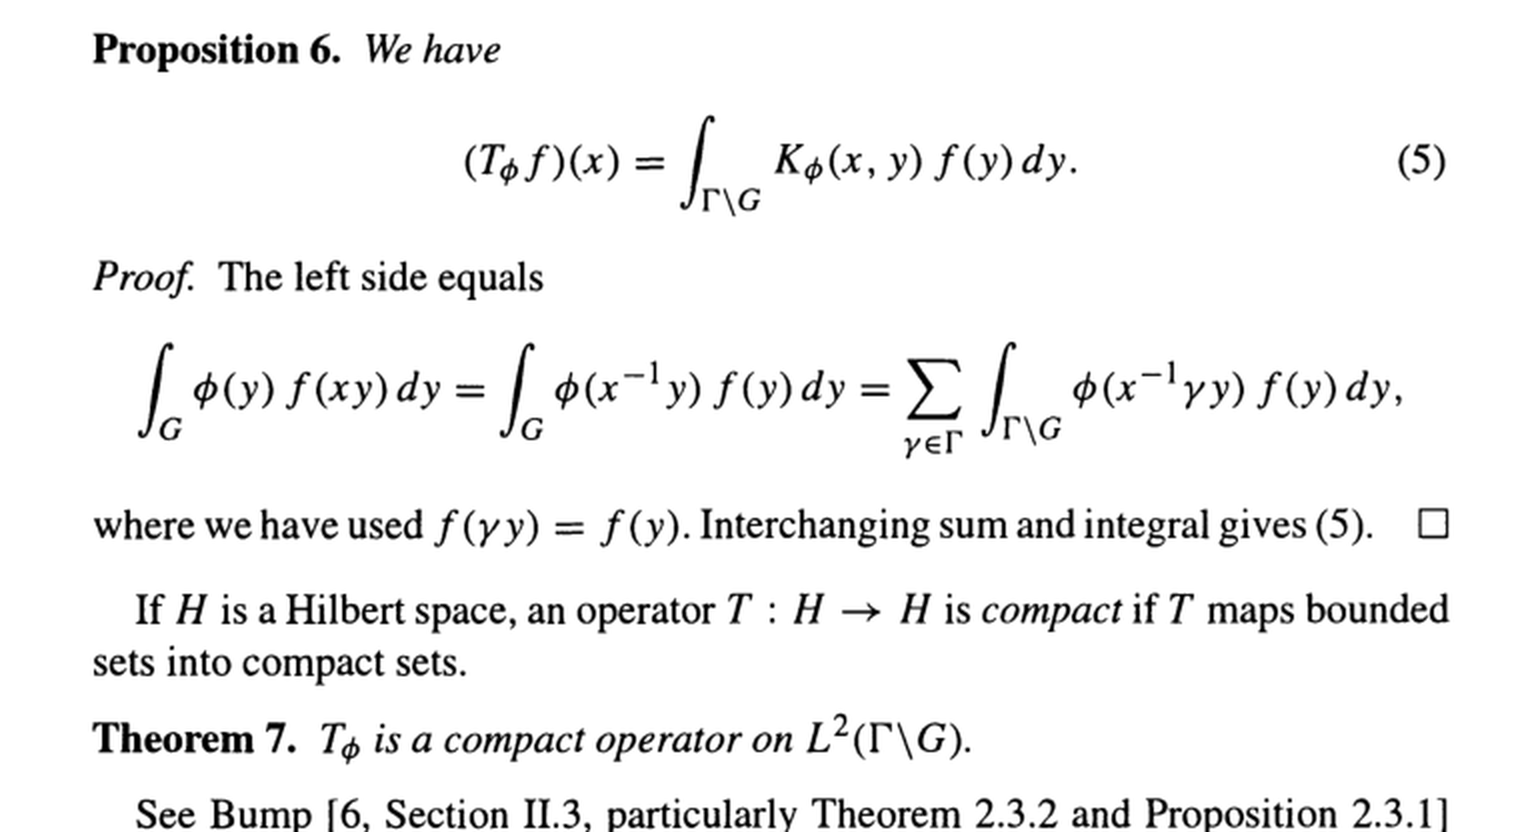 Proposition 6. We have
(T_ϕ f)(x) = ∫_{Γ\G} K_ϕ(x, y) f(y) dy. (5)
Proof. The left side equals
∫_G ϕ(y) f(xy) dy = ∫_G ϕ(x^{−1}y) f(y) dy = ∑_{γ∈Γ} ∫_{Γ\G} ϕ(x^{−1}γy) f(y) dy,
where we have used f(γy) = f(y). Interchanging sum and integral gives (5). □
If H is a Hilbert space, an operator T : H → H is compact if T maps bounded
sets into compact sets.
Theorem 7. T_ϕ is a compact operator on L²(Γ\G).
See Bump [6, Section II.3, particularly Theorem 2.3.2 and Proposition 2.3.1]